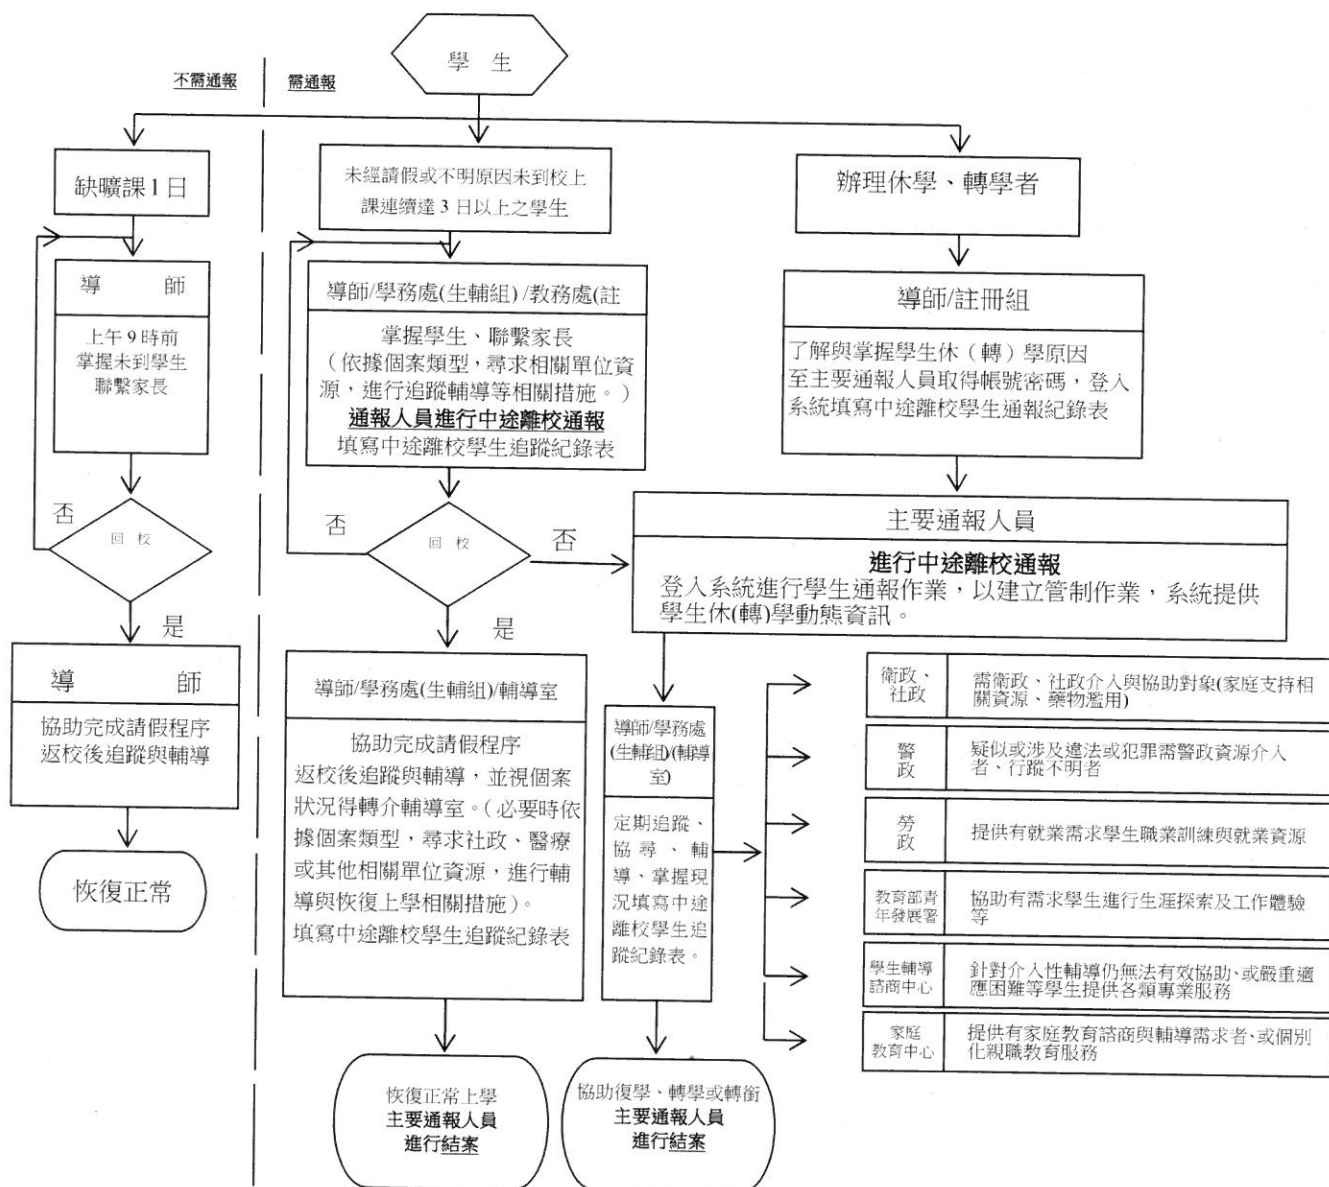 學 生
不需通報
需通報
缺曠課1日
導 師
上午9時前
掌握未到學生
聯繫家長
否
回 校
是
導 師
協助完成請假程序
返校後追蹤與輔導
恢復正常
未經請假或不明原因未到校上
課連續達3日以上之學生
導師/學務處(生輔組)/教務處(註
掌握學生、聯繫家長
(依據個案類型,尋求相關單位資
源,進行追蹤輔導等相關措施。)
通報人員進行中途離校通報
填寫中途離校學生追蹤紀錄表
否
回 校
否
是
導師/學務處(生輔組)/輔導室
協助完成請假程序
返校後追蹤與輔導,並視個案
狀況得轉介輔導室。(必要時依
據個案類型,尋求社政、醫療
或其他相關單位資源,進行輔
導與恢復上學相關措施)。
填寫中途離校學生追蹤紀錄表
恢復正常上學
主要通報人員
進行結案
辦理休學、轉學者
導師/註冊組
了解與掌握學生休(轉)學原因
至主要通報人員取得帳號密碼,登入
系統填寫中途離校學生通報紀錄表
主要通報人員
進行中途離校通報
登入系統進行學生通報作業,以建立管制作業,系統提供
學生休(轉)學動態資訊。
導師/學務處
(生輔組)(輔導
室)
定期追蹤、
協尋、輔
導、掌握現
況填寫中途
離校學生追
蹤紀錄表。
協助復學、轉學或轉銜
主要通報人員
進行結案
衛政、
社政
需衛政、社政介入與協助對象(家庭支持相
關資源、藥物濫用)
警
政
疑似或涉及違法或犯罪需警政資源介入
者、行蹤不明者
勞
政
提供有就業需求學生職業訓練與就業資源
教育部青
年發展署
協助有需求學生進行生涯探索及工作體驗
等
學生輔導
諮商中心
針對介入性輔導仍無法有效協助、或嚴重適
應困難等學生提供各類專業服務
家庭
教育中心
提供有家庭教育諮商與輔導需求者、或個別
化親職教育服務